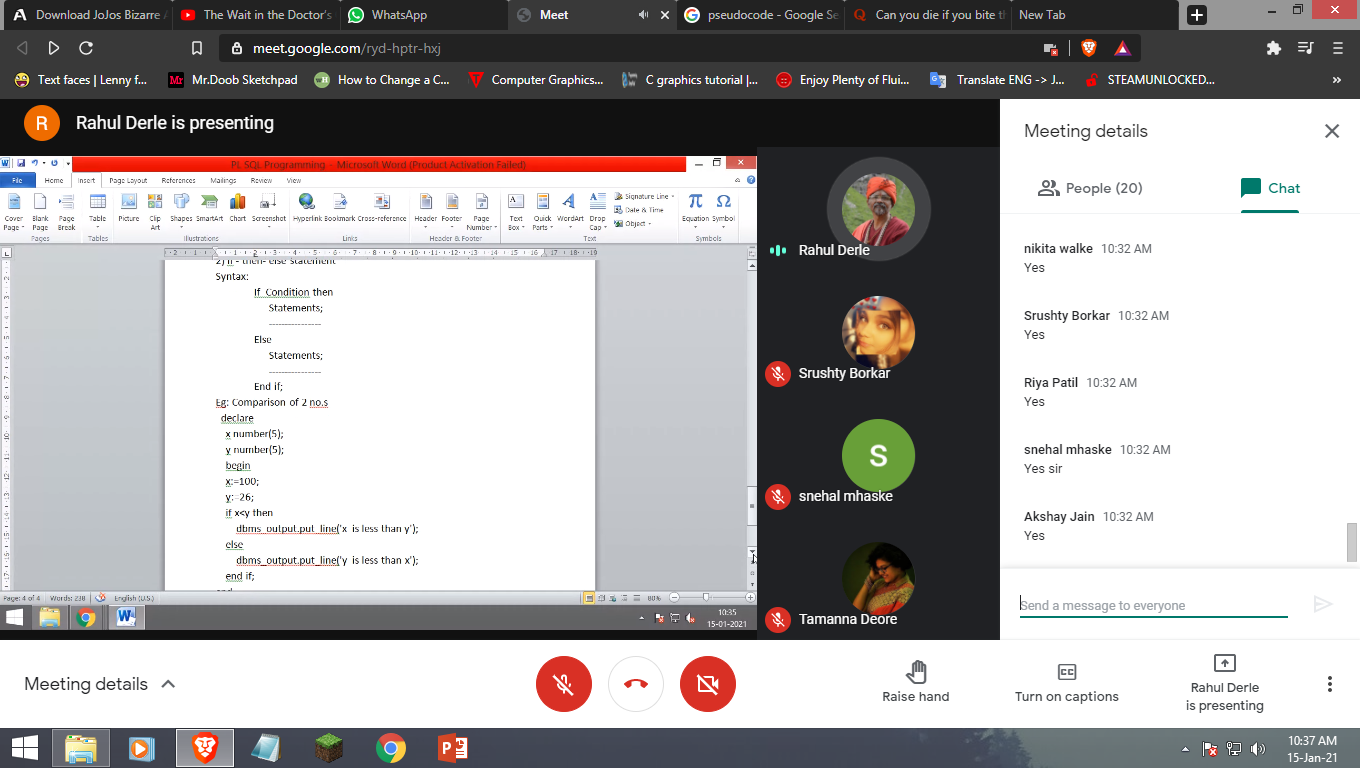 Download JoJos Bizarre A
The Wait in the Doctor's
WhatsApp
Meet
pseudocode - Google Se
Can you die if you bite th
New Tab
meet.google.com/ryd-hptr-hxj
Text faces | Lenny f...
Mr.Doob Sketchpad
How to Change a C...
Computer Graphics...
C graphics tutorial |...
Enjoy Plenty of Flui...
Translate ENG -> J...
STEAMUNLOCKED...
R
Rahul Derle is presenting
PL SQL Programming - Microsoft Word (Product Activation Failed)
File Home Insert Page Layout References Mailings Review View
Cover Page
Blank Page
Page Break
Table
Picture
Clip Art
Shapes
SmartArt
Chart
Screenshot
Hyperlink
Bookmark
Cross-reference
Header
Footer
Page Number
Text Box
Quick Parts
WordArt
Drop Cap
Signature Line
Date & Time
Object
Equation
Symbol
Pages
Tables
Illustrations
Links
Header & Footer
Text
Symbols
2) If - then- else statement
Syntax:
If Condition then
Statements;
----------------
Else
Statements;
----------------
End if;
Eg: Comparison of 2 no.s
declare
x number(5);
y number(5);
begin
x:=100;
y:=26;
if x<y then
dbms_output.put_line('x is less than y');
else
dbms_output.put_line('y is less than x');
end if;
Page: 4 of 4
Words: 238
English (U.S.)
80%
10:35
15-01-2021
Rahul Derle
Srushty Borkar
S
snehal mhaske
Tamanna Deore
Meeting details
People (20)
Chat
nikita walke 10:32 AM
Yes
Srushty Borkar 10:32 AM
Yes
Riya Patil 10:32 AM
Yes
snehal mhaske 10:32 AM
Yes sir
Akshay Jain 10:32 AM
Yes
Send a message to everyone
Meeting details
Raise hand
Turn on captions
Rahul Derle
is presenting
10:37 AM
15-Jan-21